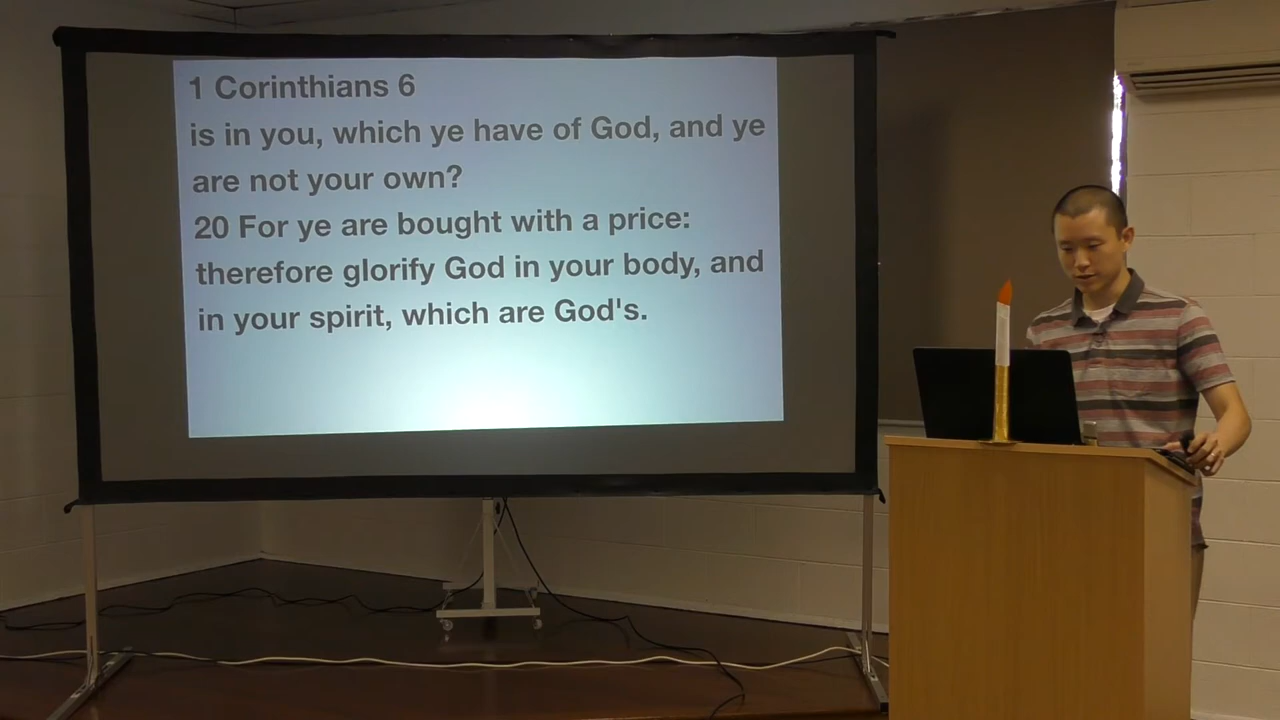 1 Corinthians 6
is in you, which ye have of God, and ye
are not your own?
20 For ye are bought with a price:
therefore glorify God in your body, and
in your spirit, which are God's.